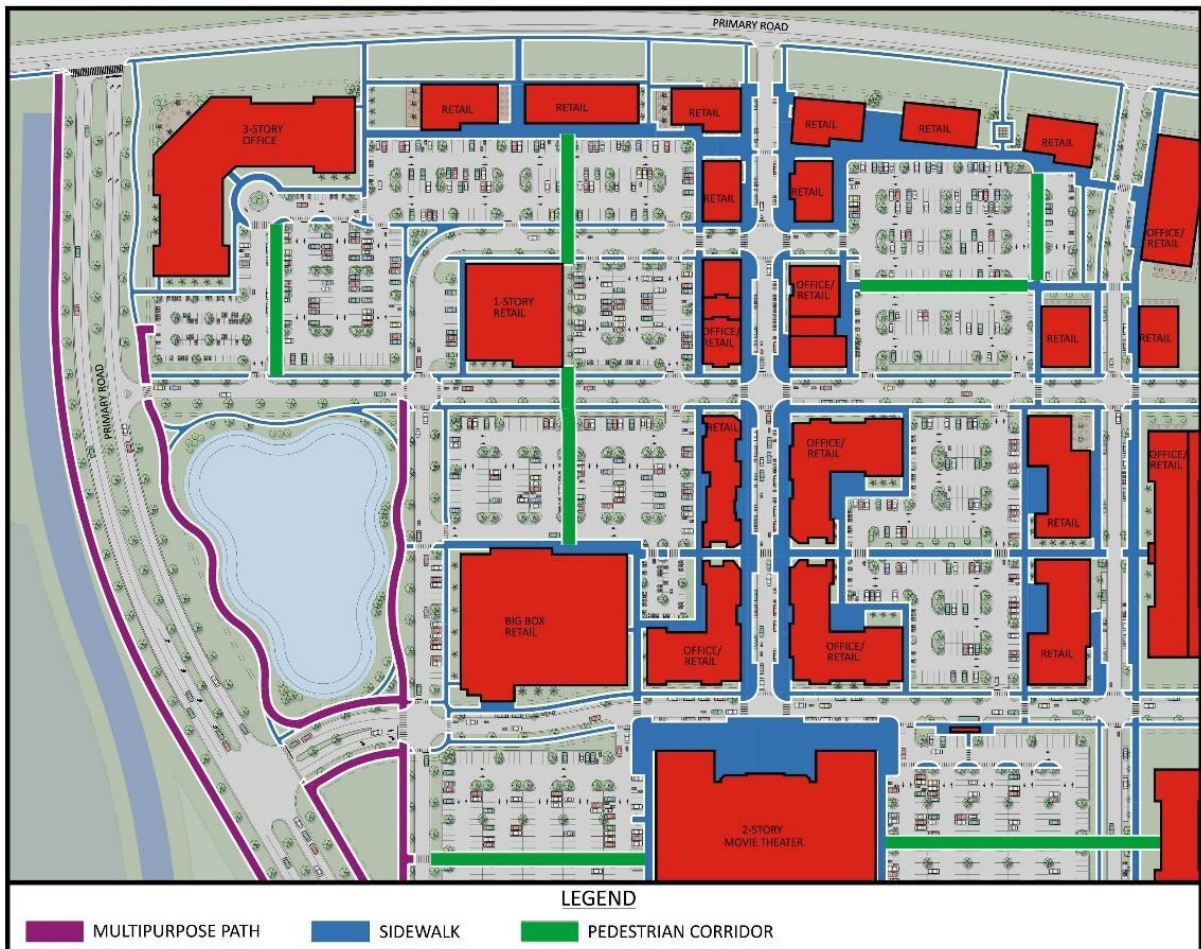 PRIMARY ROAD
RETAIL
RETAIL
RETAIL
RETAIL
RETAIL
RETAIL
3-STORY
OFFICE
RETAIL
RETAIL
OFFICE/
RETAIL
1-STORY
RETAIL
OFFICE/
RETAIL
OFFICE/
RETAIL
RETAIL
RETAIL
PRIMARY ROAD
RETAIL
OFFICE/
RETAIL
RETAIL
OFFICE/
RETAIL
BIG BOX
RETAIL
OFFICE/
RETAIL
OFFICE/
RETAIL
RETAIL
2-STORY
MOVIE THEATER
LEGEND
MULTIPURPOSE PATH
SIDEWALK
PEDESTRIAN CORRIDOR